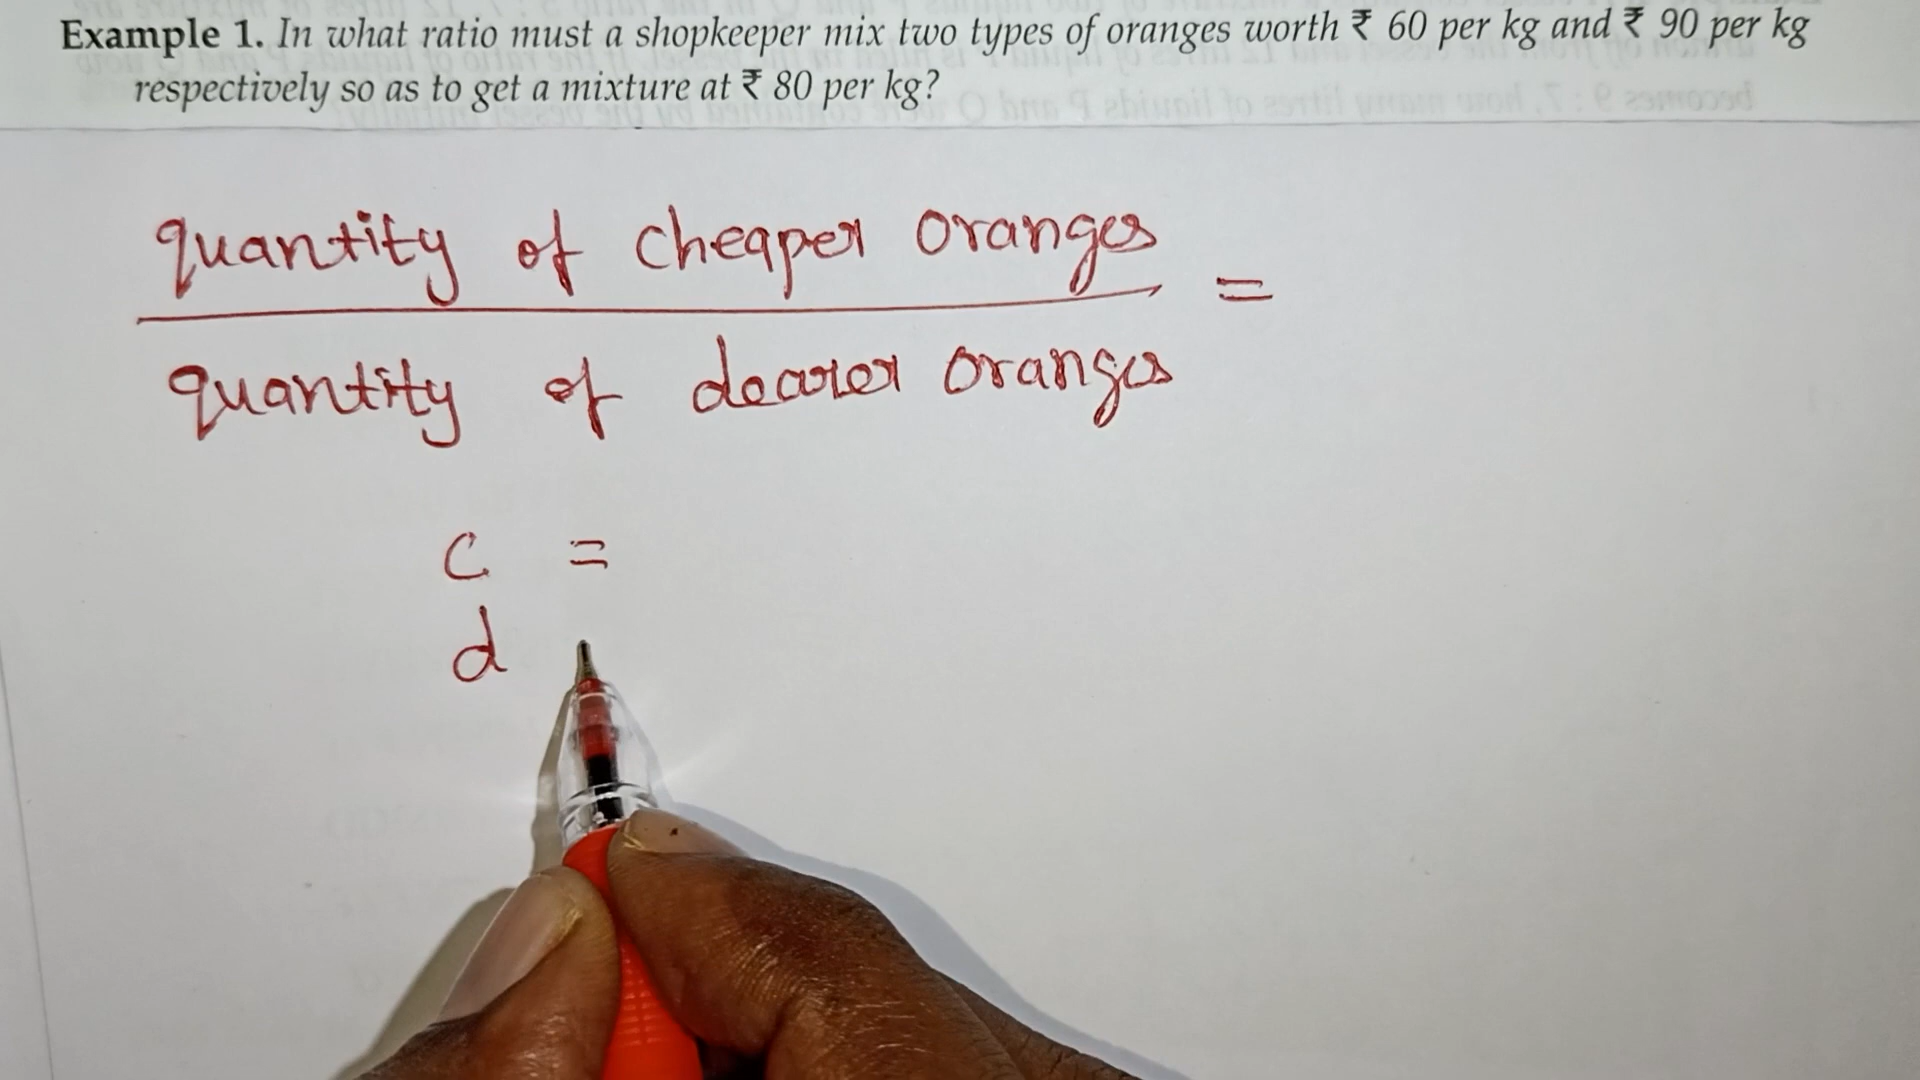 Example 1. In what ratio must a shopkeeper mix two types of oranges worth ₹ 60 per kg and ₹ 90 per kg
respectively so as to get a mixture at ₹ 80 per kg?
quantity of cheaper oranges
=
quantity of dearer oranges
c =
d